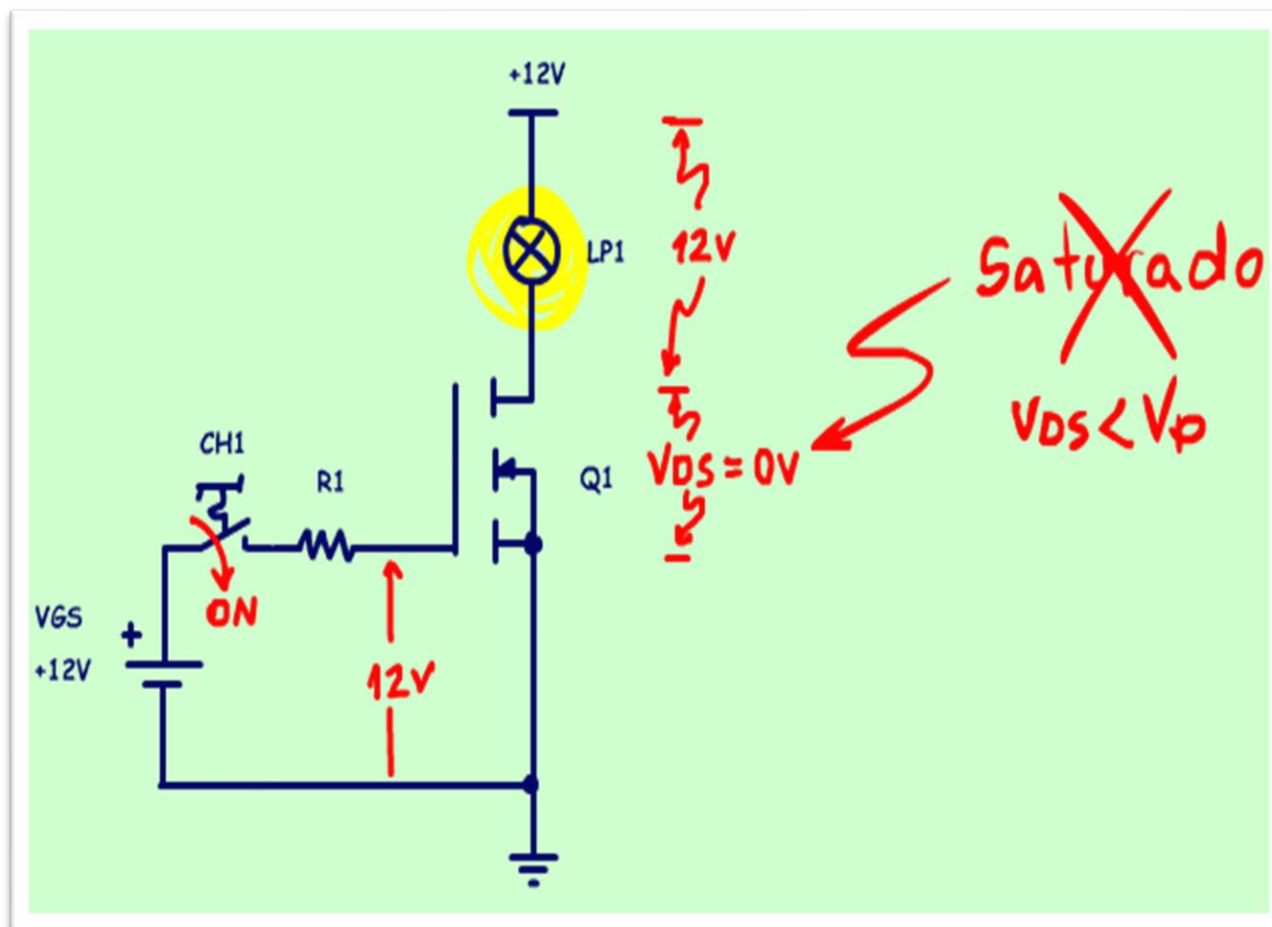 +12V
LP1
12V
Saturado
VDS < Vp
CH1
R1
Q1
VDS = 0V
ON
VGS
+
+12V
12V